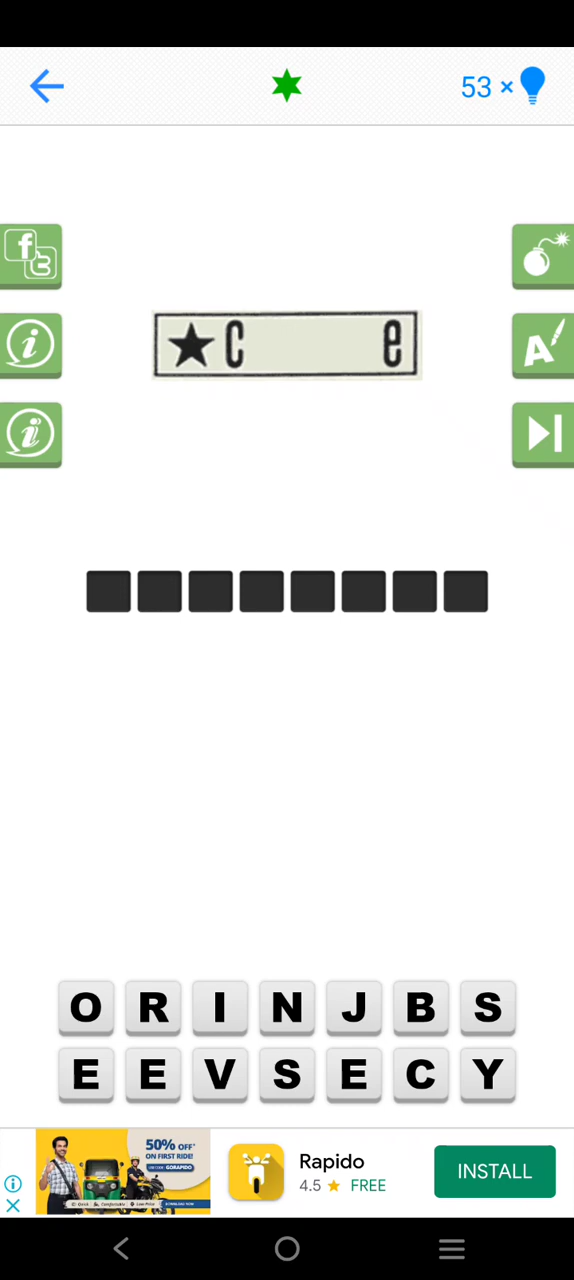 53 ×
f
t
i
i
A
★C e
O R I N J B S
E E V S E C Y
50% OFF*
ON FIRST RIDE!
Rapido
4.5 ★ FREE
INSTALL